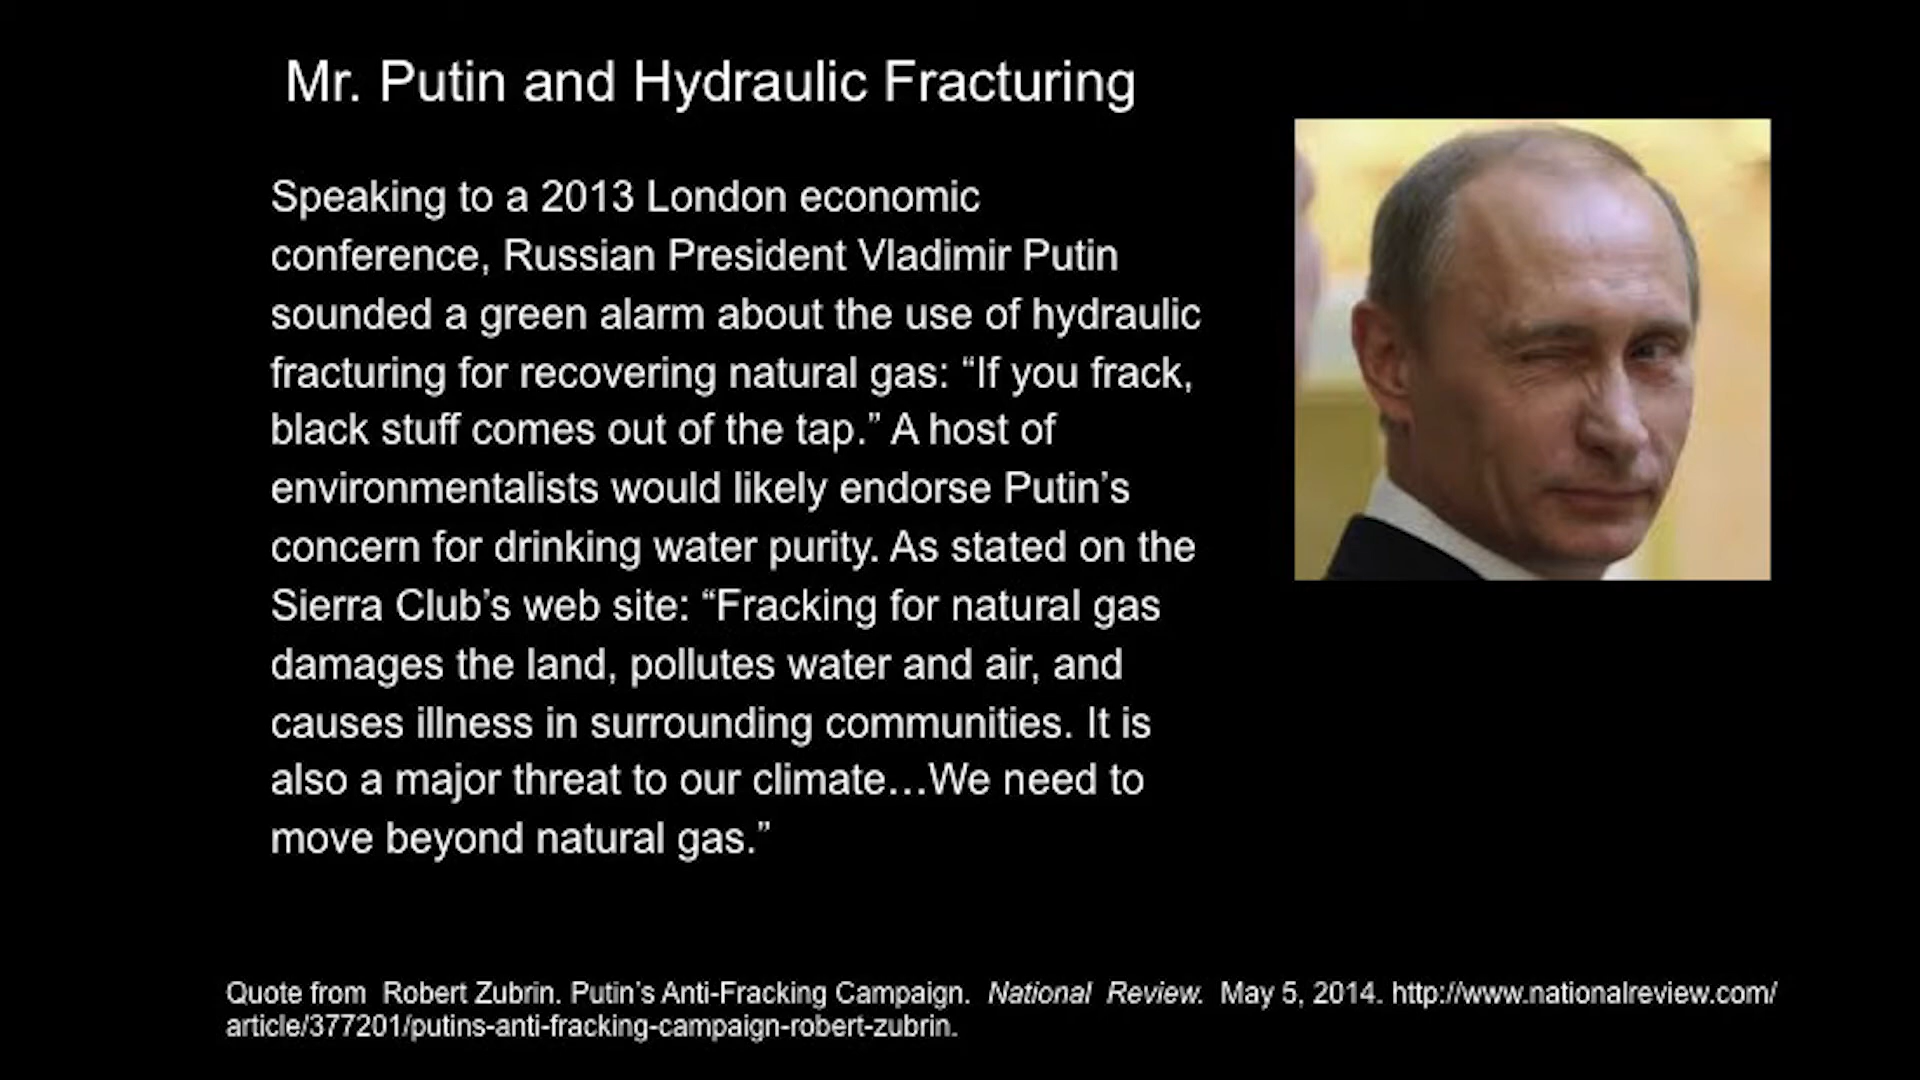 Mr. Putin and Hydraulic Fracturing
Speaking to a 2013 London economic
conference, Russian President Vladimir Putin
sounded a green alarm about the use of hydraulic
fracturing for recovering natural gas: “If you frack,
black stuff comes out of the tap.” A host of
environmentalists would likely endorse Putin’s
concern for drinking water purity. As stated on the
Sierra Club’s web site: “Fracking for natural gas
damages the land, pollutes water and air, and
causes illness in surrounding communities. It is
also a major threat to our climate…We need to
move beyond natural gas.”
Quote from Robert Zubrin. Putin’s Anti-Fracking Campaign. National Review. May 5, 2014. http://www.nationalreview.com/
article/377201/putins-anti-fracking-campaign-robert-zubrin.